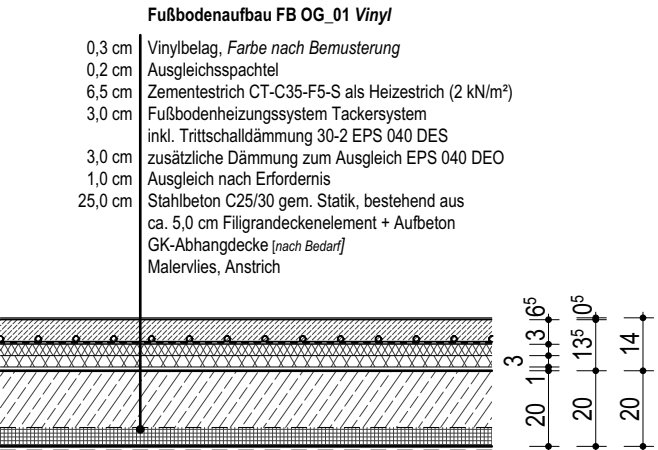 Fußbodenaufbau FB OG_01 Vinyl
0,3 cm Vinylbelag, Farbe nach Bemusterung
0,2 cm Ausgleichsspachtel
6,5 cm Zementestrich CT-C35-F5-S als Heizestrich (2 kN/m²)
3,0 cm Fußbodenheizungssystem Tackersystem
inkl. Trittschalldämmung 30-2 EPS 040 DES
3,0 cm zusätzliche Dämmung zum Ausgleich EPS 040 DEO
1,0 cm Ausgleich nach Erfordernis
25,0 cm Stahlbeton C25/30 gem. Statik, bestehend aus
ca. 5,0 cm Filigrandeckenelement + Aufbeton
GK-Abhangdecke [nach Bedarf]
Malervlies, Anstrich
20 1 3 3 6⁵
20 13⁵ 0⁵
20 14